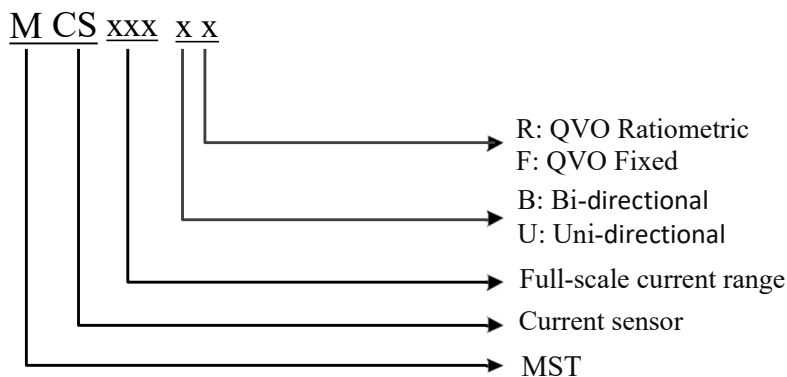 M CS xxx x x
R: QVO Ratiometric
F: QVO Fixed
B: Bi-directional
U: Uni-directional
Full-scale current range
Current sensor
MST